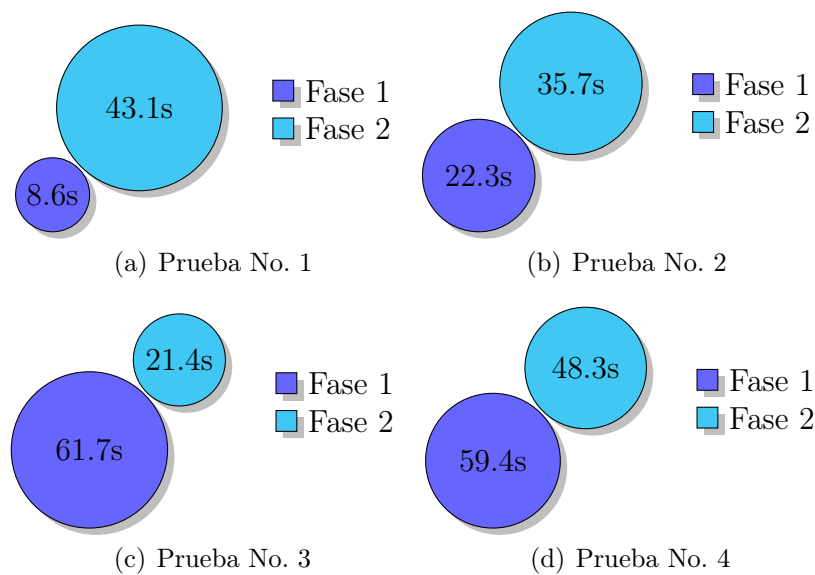 43.1s
8.6s
Fase 1
Fase 2
(a) Prueba No. 1
35.7s
22.3s
Fase 1
Fase 2
(b) Prueba No. 2
21.4s
61.7s
Fase 1
Fase 2
(c) Prueba No. 3
48.3s
59.4s
Fase 1
Fase 2
(d) Prueba No. 4